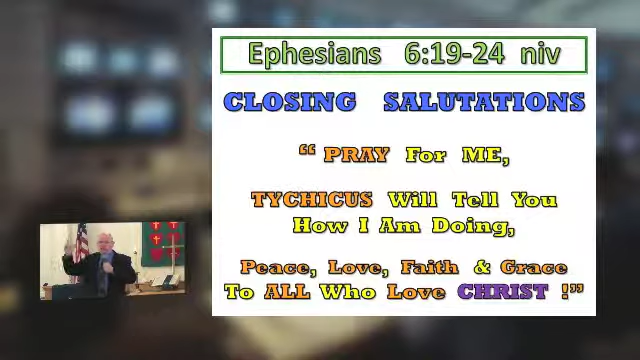 Ephesians 6:19-24 niv
CLOSING SALUTATIONS
“ PRAY For ME,
TYCHICUS Will Tell You
How I Am Doing,
Peace, Love, Faith & Grace
To ALL Who Love CHRIST !”